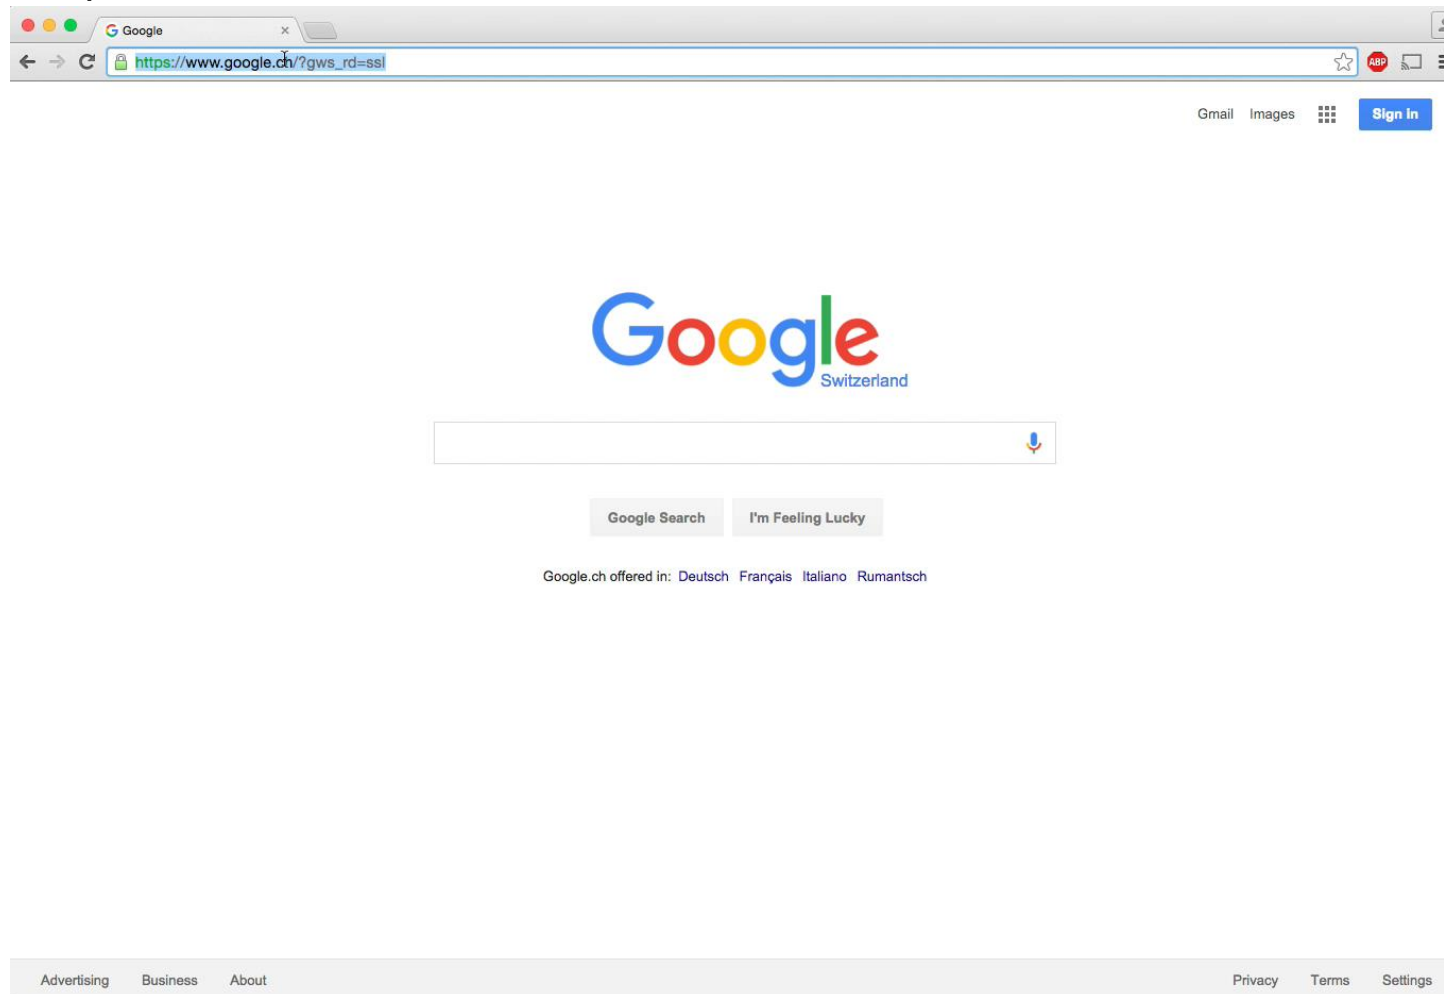 Google
https://www.google.ch/?gws_rd=ssl
ABP
Gmail Images Sign in
Google
Switzerland
Google Search I'm Feeling Lucky
Google.ch offered in: Deutsch Français Italiano Rumantsch
Advertising Business About Privacy Terms Settings